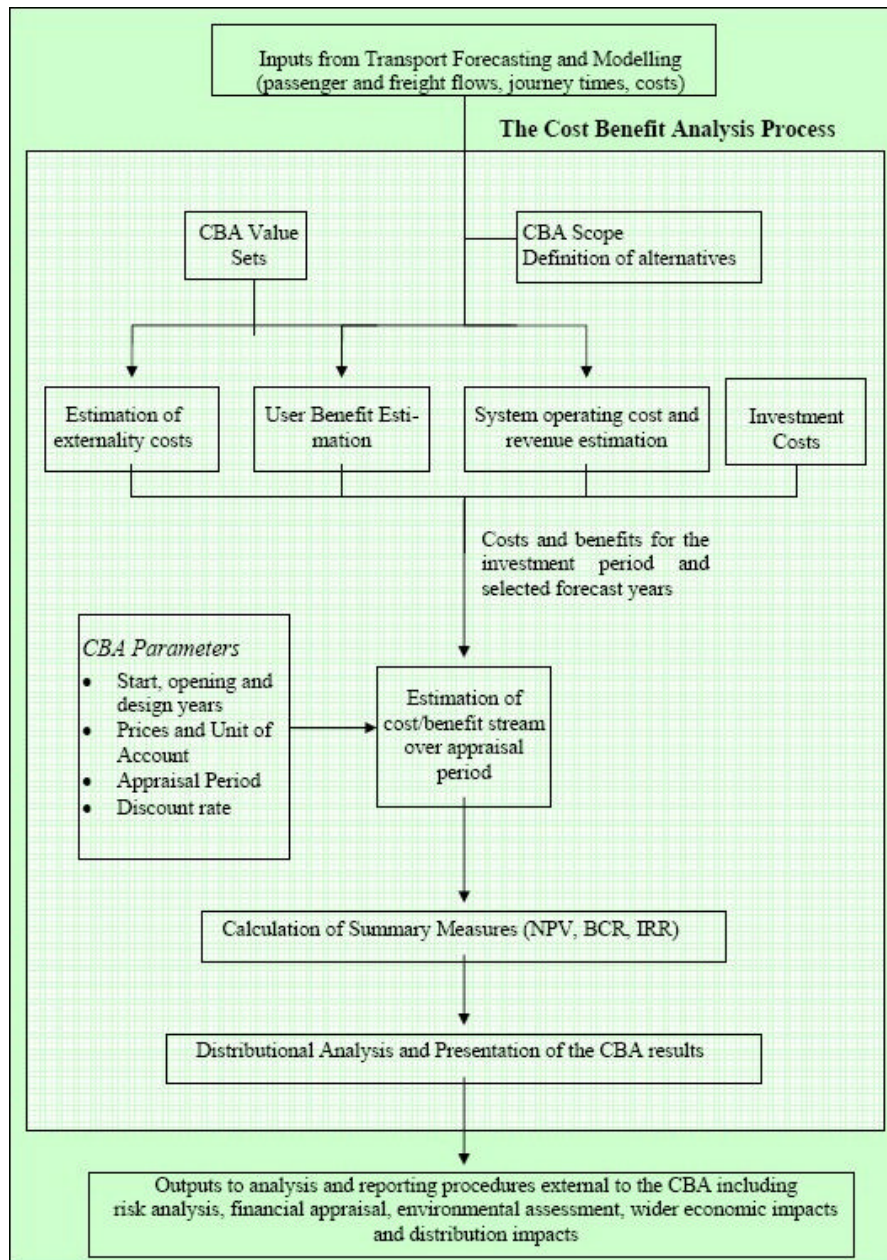 Inputs from Transport Forecasting and Modelling
(passenger and freight flows, journey times, costs)
The Cost Benefit Analysis Process
CBA Value
Sets
CBA Scope
Definition of alternatives
Estimation of
externality costs
User Benefit Esti-
mation
System operating cost and
revenue estimation
Investment
Costs
Costs and benefits for the
investment period and
selected forecast years
CBA Parameters
• Start, opening and
design years
• Prices and Unit of
Account
• Appraisal Period
• Discount rate
Estimation of
cost/benefit stream
over appraisal
period
Calculation of Summary Measures (NPV, BCR, IRR)
Distributional Analysis and Presentation of the CBA results
Outputs to analysis and reporting procedures external to the CBA including
risk analysis, financial appraisal, environmental assessment, wider economic impacts
and distribution impacts